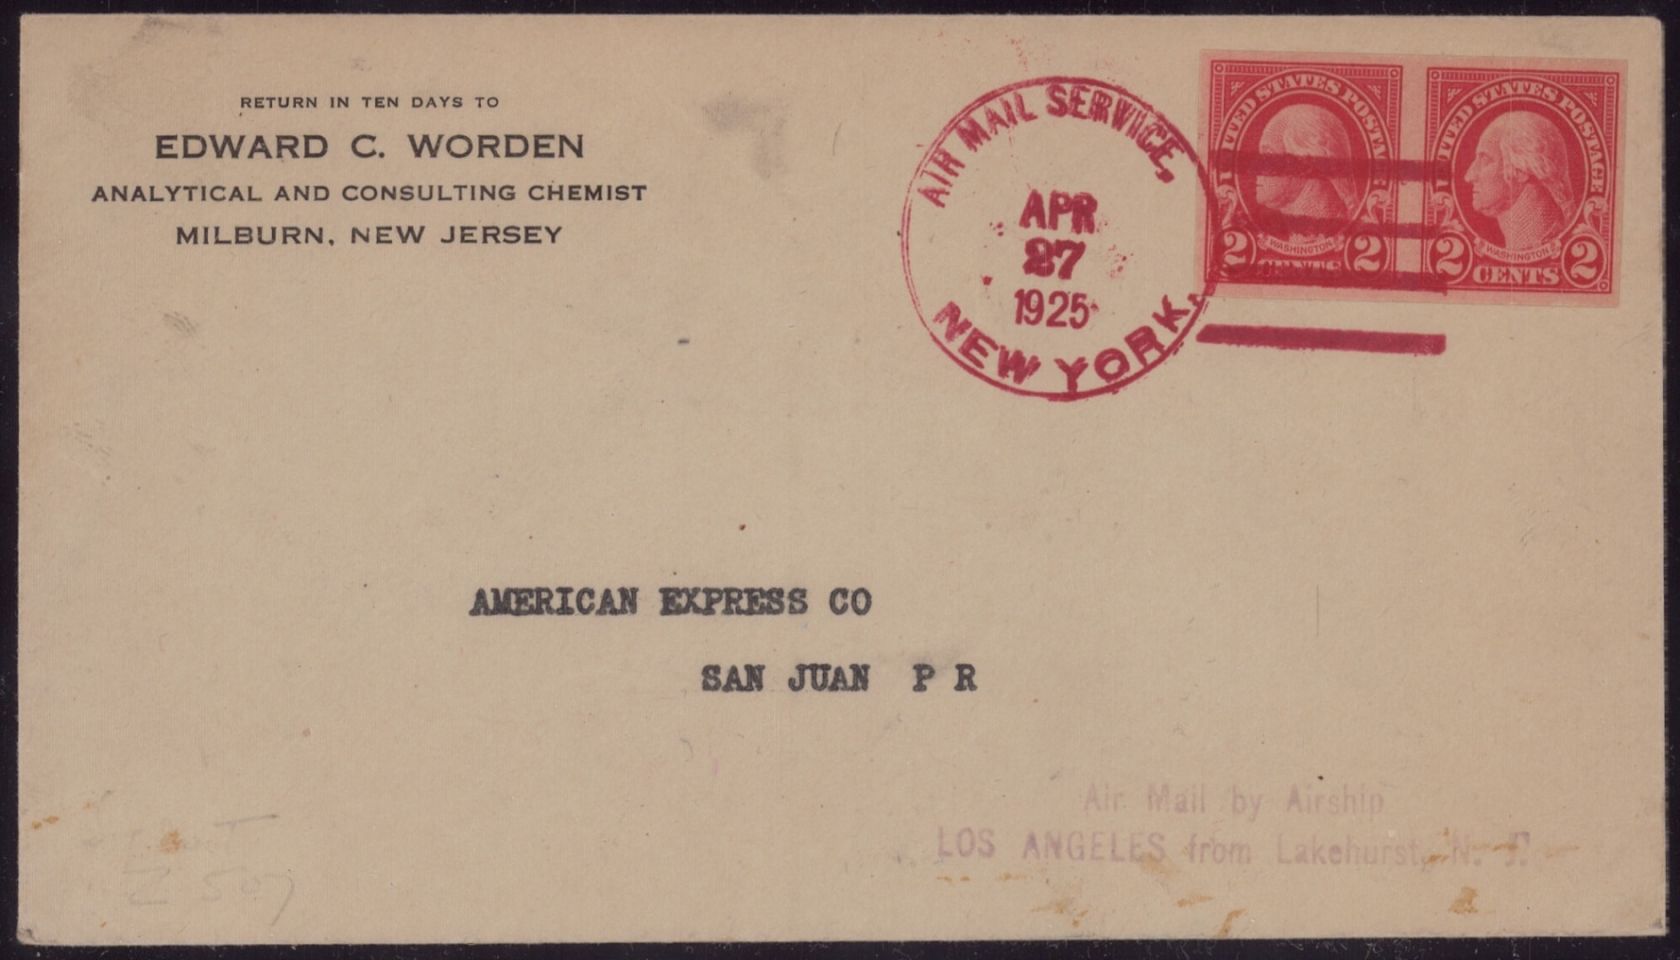 RETURN IN TEN DAYS TO
EDWARD C. WORDEN
ANALYTICAL AND CONSULTING CHEMIST
MILBURN, NEW JERSEY
AIR MAIL SERVICE,
APR
27
1925
NEW YORK.
UNITED STATES POSTAGE
WASHINGTON
2 CENTS 2
UNITED STATES POSTAGE
WASHINGTON
2 CENTS 2
AMERICAN EXPRESS CO
SAN JUAN P R
Air Mail by Airship
LOS ANGELES from Lakehurst, N. J.
507